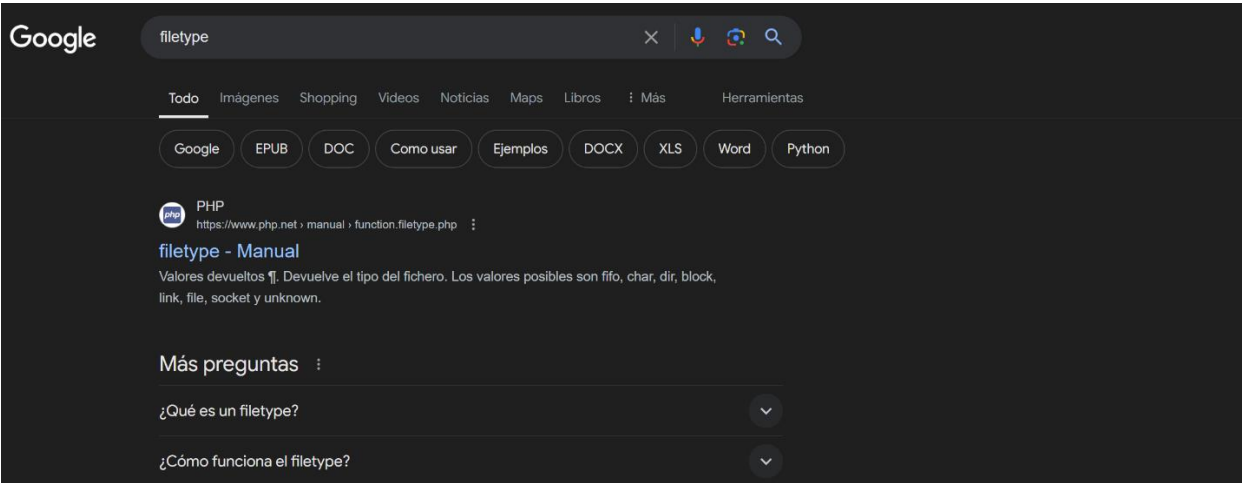 Google
filetype
Todo Imágenes Shopping Videos Noticias Maps Libros ⋮ Más Herramientas
Google EPUB DOC Como usar Ejemplos DOCX XLS Word Python
php
PHP
https://www.php.net › manual › function.filetype.php ⋮
filetype - Manual
Valores devueltos ¶. Devuelve el tipo del fichero. Los valores posibles son fifo, char, dir, block,
link, file, socket y unknown.
Más preguntas ⋮
¿Qué es un filetype?
¿Cómo funciona el filetype?